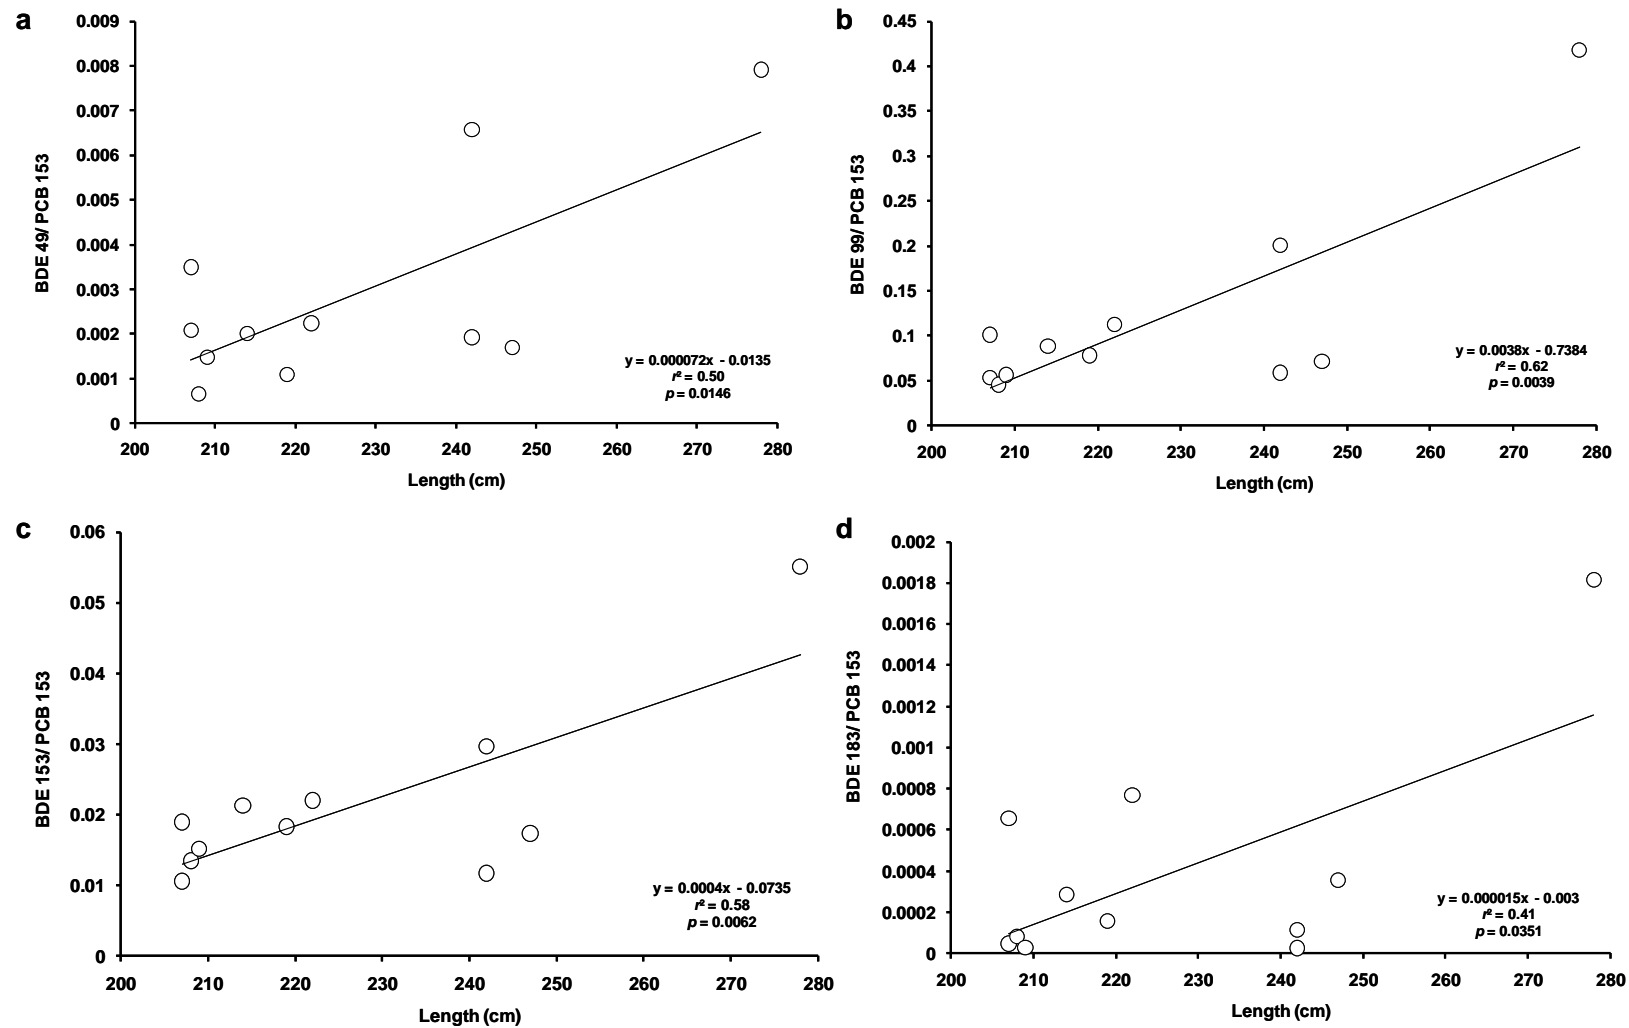 a
0.009
0.008
0.007
0.006
0.005
0.004
0.003
0.002
0.001
0
BDE 49/ PCB 153
200 210 220 230 240 250 260 270 280
Length (cm)
y = 0.000072x - 0.0135
r² = 0.50
p = 0.0146
b
0.45
0.4
0.35
0.3
0.25
0.2
0.15
0.1
0.05
0
BDE 99/ PCB 153
200 210 220 230 240 250 260 270 280
Length (cm)
y = 0.0038x - 0.7384
r² = 0.62
p = 0.0039
c
0.06
0.05
0.04
0.03
0.02
0.01
0
BDE 153/ PCB 153
200 210 220 230 240 250 260 270 280
Length (cm)
y = 0.0004x - 0.0735
r² = 0.58
p = 0.0062
d
0.002
0.0018
0.0016
0.0014
0.0012
0.001
0.0008
0.0006
0.0004
0.0002
0
BDE 183/ PCB 153
200 210 220 230 240 250 260 270 280
Length (cm)
y = 0.000015x - 0.003
r² = 0.41
p = 0.0351